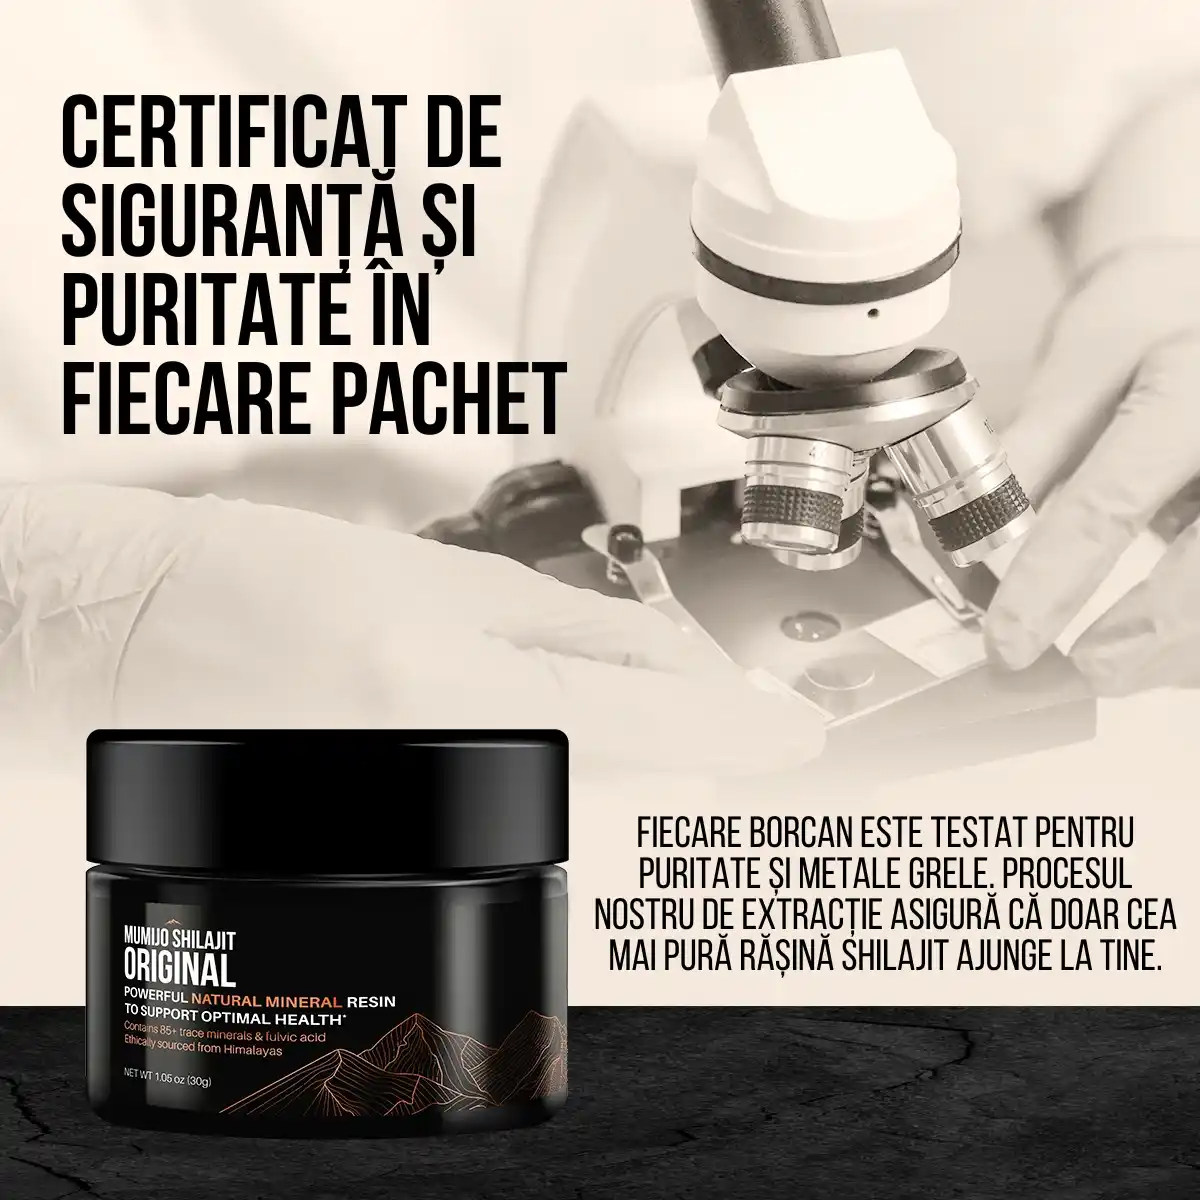 CERTIFICAT DE
SIGURANȚĂ ȘI
PURITATE ÎN
FIECARE PACHET
FIECARE BORCAN ESTE TESTAT PENTRU
PURITATE ȘI METALE GRELE. PROCESUL
NOSTRU DE EXTRACȚIE ASIGURĂ CĂ DOAR CEA
MAI PURĂ RĂȘINĂ SHILAJIT AJUNGE LA TINE.
MUMIJO SHILAJIT
ORIGINAL
POWERFUL NATURAL MINERAL RESIN
TO SUPPORT OPTIMAL HEALTH*
Contains 85+ trace minerals & fulvic acid
Ethically sourced from Himalayas
NET WT 1.05 oz (30g)